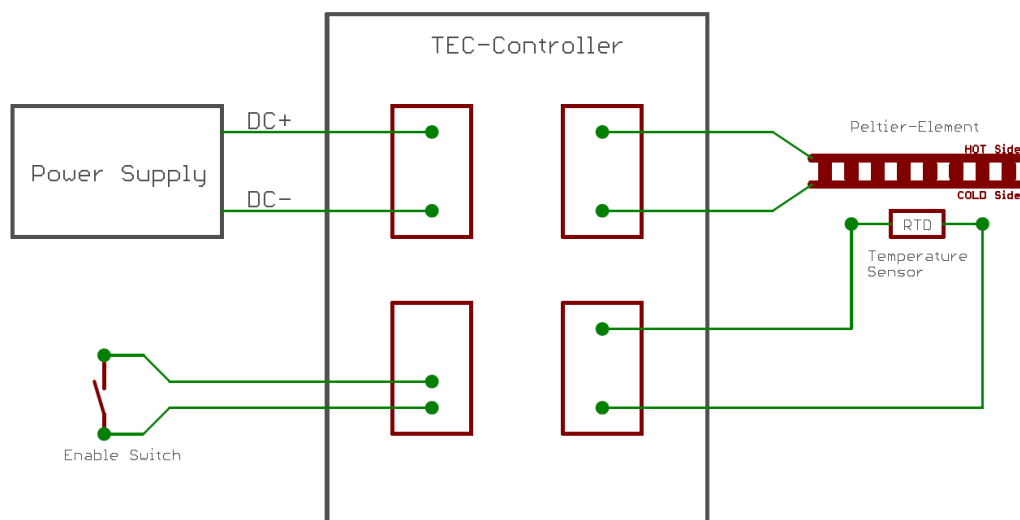 TEC-Controller
DC+
Power Supply
DC-
Peltier-Element
HOT Side
COLD Side
RTD
Temperature
Sensor
Enable Switch